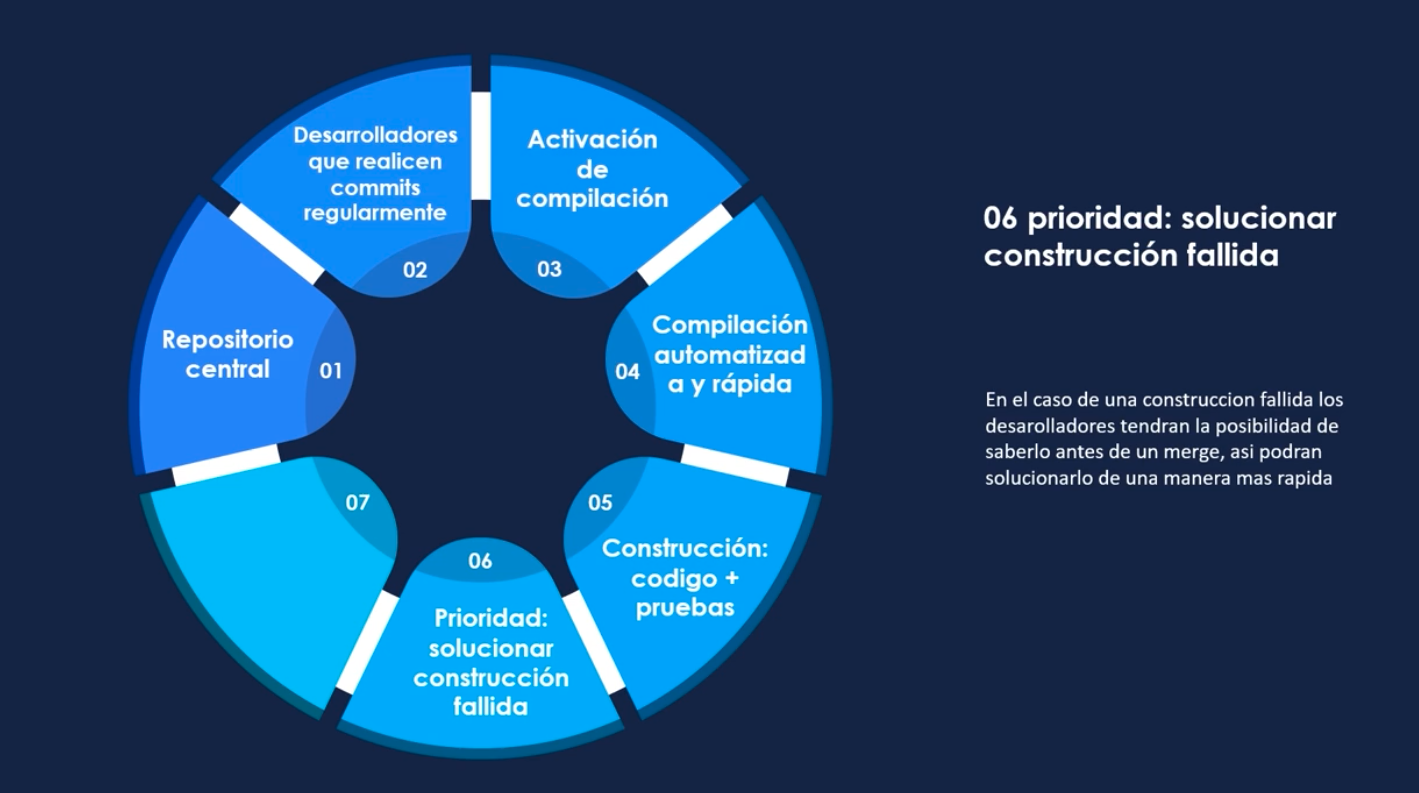 Desarrolladores
que realicen
commits
regularmente
02
Activación
de
compilación
03
Repositorio
central
01
Compilación
automatizad
a y rápida
04
07
05
Construcción:
codigo +
pruebas
06
Prioridad:
solucionar
construcción
fallida
06 prioridad: solucionar
construcción fallida
En el caso de una construccion fallida los
desarolladores tendran la posibilidad de
saberlo antes de un merge, asi podran
solucionarlo de una manera mas rapida